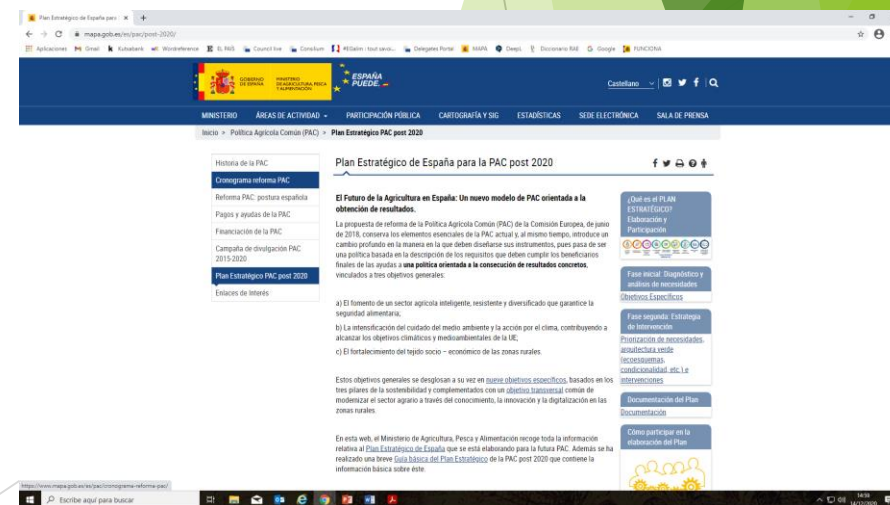 Plan Estratégico de España para
mapa.gob.es/es/pac/post-2020/
Aplicaciones Gmail Kutxabank Wordreference EL PAÍS Council live Consilium Delegates Portal MAPA DeepL Diccionario RAE Google FUNCIONA
GOBIERNO DE ESPAÑA
MINISTERIO DE AGRICULTURA, PESCA Y ALIMENTACIÓN
ESPAÑA PUEDE.
Castellano
MINISTERIO ÁREAS DE ACTIVIDAD PARTICIPACIÓN PÚBLICA CARTOGRAFÍA Y SIG ESTADÍSTICAS SEDE ELECTRÓNICA SALA DE PRENSA
Inicio > Política Agrícola Común (PAC) > Plan Estratégico PAC post 2020
Historia de la PAC
Cronograma reforma PAC
Reforma PAC: postura española
Pagos y ayudas de la PAC
Financiación de la PAC
Campaña de divulgación PAC
2015-2020
Plan Estratégico PAC post 2020
Enlaces de Interés
Plan Estratégico de España para la PAC post 2020
El Futuro de la Agricultura en España: Un nuevo modelo de PAC orientada a la
obtención de resultados.
La propuesta de reforma de la Política Agrícola Común (PAC) de la Comisión Europea, de junio
de 2018, conserva los elementos esenciales de la PAC actual y, al mismo tiempo, introduce un
cambio profundo en la manera en la que deben diseñarse sus instrumentos, pues pasa de ser
una política basada en la descripción de los requisitos que deben cumplir los beneficiarios
finales de las ayudas a una política orientada a la consecución de resultados concretos,
vinculados a tres objetivos generales:
a) El fomento de un sector agrícola inteligente, resistente y diversificado que garantice la
seguridad alimentaria;
b) La intensificación del cuidado del medio ambiente y la acción por el clima, contribuyendo a
alcanzar los objetivos climáticos y medioambientales de la UE;
c) El fortalecimiento del tejido socio – económico de las zonas rurales.
Estos objetivos generales se desglosan a su vez en nueve objetivos específicos, basados en los
tres pilares de la sostenibilidad y complementados con un objetivo transversal común de
modernizar el sector agrario a través del conocimiento, la innovación y la digitalización en las
zonas rurales.
En esta web, el Ministerio de Agricultura, Pesca y Alimentación recoge toda la información
relativa al Plan Estratégico de España que se está elaborando para la futura PAC. Además se ha
realizado una breve Guía básica del Plan Estratégico de la PAC post 2020 que contiene la
información básica sobre éste.
¿Qué es el PLAN
ESTRATÉGICO?
Elaboración y
Participación
Fase inicial: Diagnóstico y
análisis de necesidades
Objetivos Específicos
Fase segunda: Estrategia
de Intervención
Priorización de necesidades,
arquitectura verde
(ecoesquemas,
condicionalidad, etc.) e
intervenciones
Documentación del Plan
Documentación
Cómo participar en la
elaboración del Plan
https://www.mapa.gob.es/es/pac/cronograma-reforma-pac/
Escribe aquí para buscar
14:50
14/12/2020